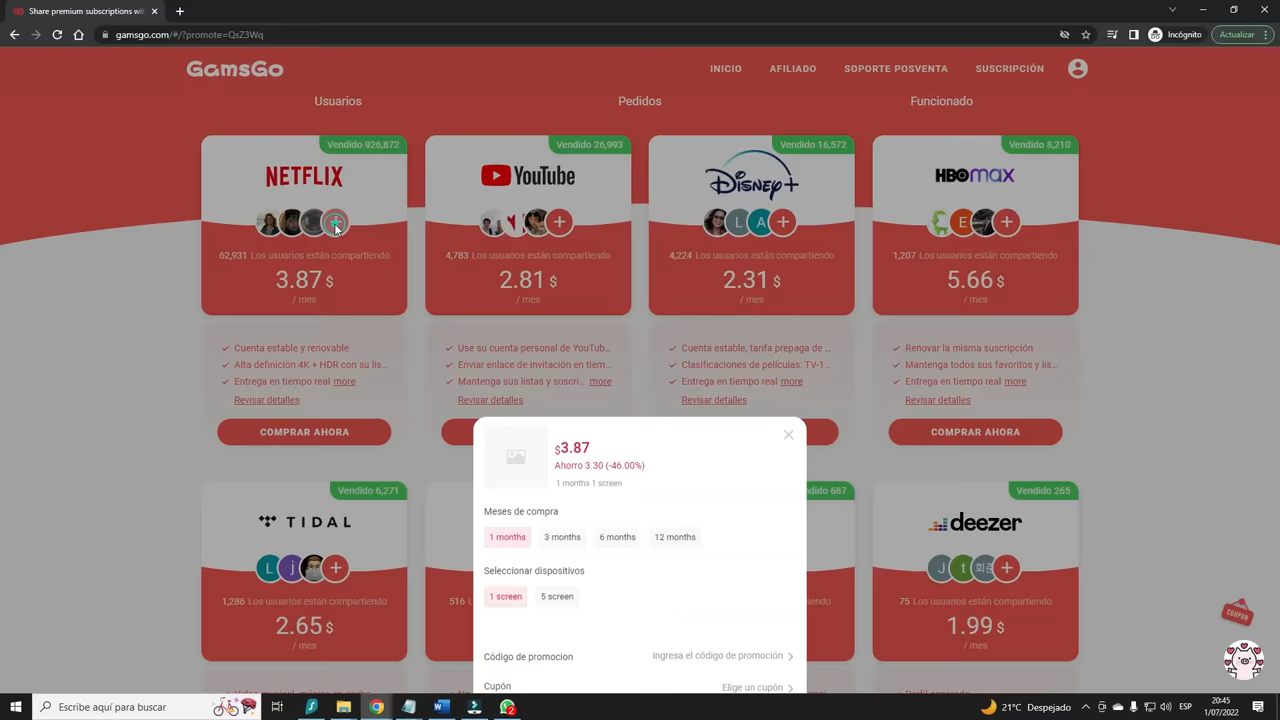 Share premium subscriptions wit
gamsgo.com/#/?promote=QsZ3Wq
Incógnito
Actualizar
GamsGo
INICIO
AFILIADO
SOPORTE POSVENTA
SUSCRIPCIÓN
Usuarios
Pedidos
Funcionado
Vendido 926,872
Vendido 26,993
Vendido 16,572
Vendido 8,210
NETFLIX
YouTube
Disney+
HBOmax
L
A
E
62,931 Los usuarios están compartiendo
4,783 Los usuarios están compartiendo
4,224 Los usuarios están compartiendo
1,207 Los usuarios están compartiendo
3.87 $
2.81 $
2.31 $
5.66 $
/ mes
/ mes
/ mes
/ mes
Cuenta estable y renovable
Use su cuenta personal de YouTub...
Cuenta estable, tarifa prepaga de ...
Renovar la misma suscripción
Alta definición 4K + HDR con su lis...
Enviar enlace de invitación en tiem...
Clasificaciones de películas: TV-1...
Mantenga todos sus favoritos y lis...
Entrega en tiempo real more
Mantenga sus listas y suscri... more
Entrega en tiempo real more
Entrega en tiempo real more
Revisar detalles
Revisar detalles
Revisar detalles
Revisar detalles
COMPRAR AHORA
COMPRAR AHORA
$3.87
Ahorro 3.30 (-46.00%)
1 months 1 screen
Meses de compra
1 months
3 months
6 months
12 months
Seleccionar dispositivos
1 screen
5 screen
Código de promocion
Ingresa el código de promoción
Cupón
Elige un cupón
Vendido 6,271
687
Vendido 265
TIDAL
deezer
L
j
J
t
1,286 Los usuarios están compartiendo
516
75 Los usuarios están compartiendo
2.65 $
1.99 $
/ mes
/ mes
COUPON
Escribe aquí para buscar
2
21°C Despejado
ESP
20:45
1/07/2022